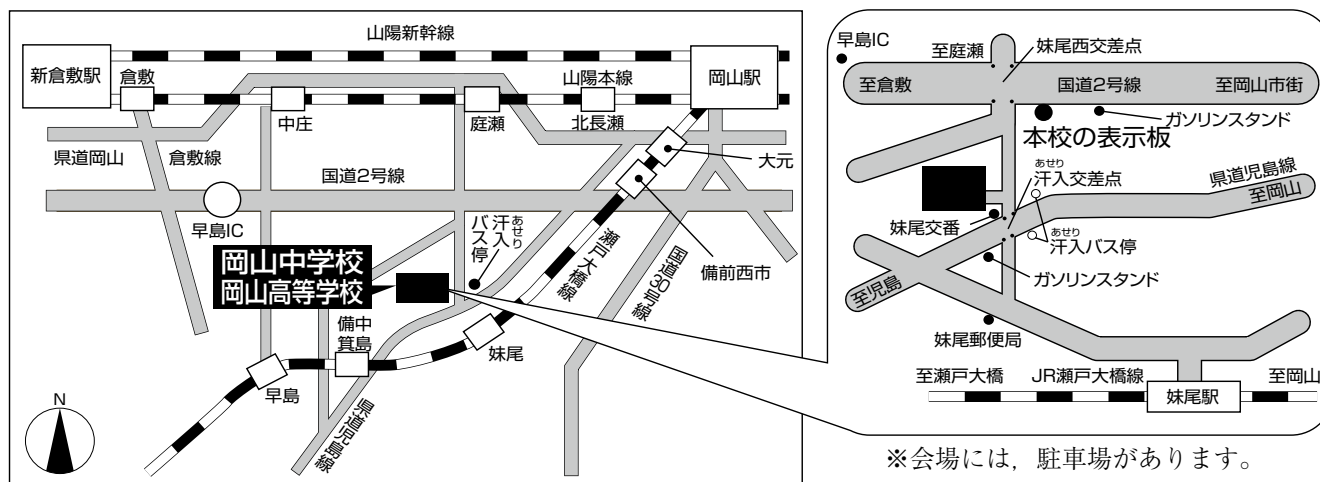 山陽新幹線
新倉敷駅
倉敷
山陽本線
岡山駅
中庄
庭瀬
北長瀬
県道岡山
倉敷線
大元
国道2号線
早島IC
汗入
あせり
バス停
備前西市
瀬戸大橋線
国道30号線
岡山中学校
岡山高等学校
備中
箕島
妹尾
早島
県道児島線
N
早島IC
至庭瀬
妹尾西交差点
至倉敷
国道2号線
至岡山市街
ガソリンスタンド
本校の表示板
あせり
汗入交差点
県道児島線
至岡山
妹尾交番
あせり
汗入バス停
ガソリンスタンド
至児島
妹尾郵便局
至瀬戸大橋
JR瀬戸大橋線
至岡山
妹尾駅
※会場には,駐車場があります。